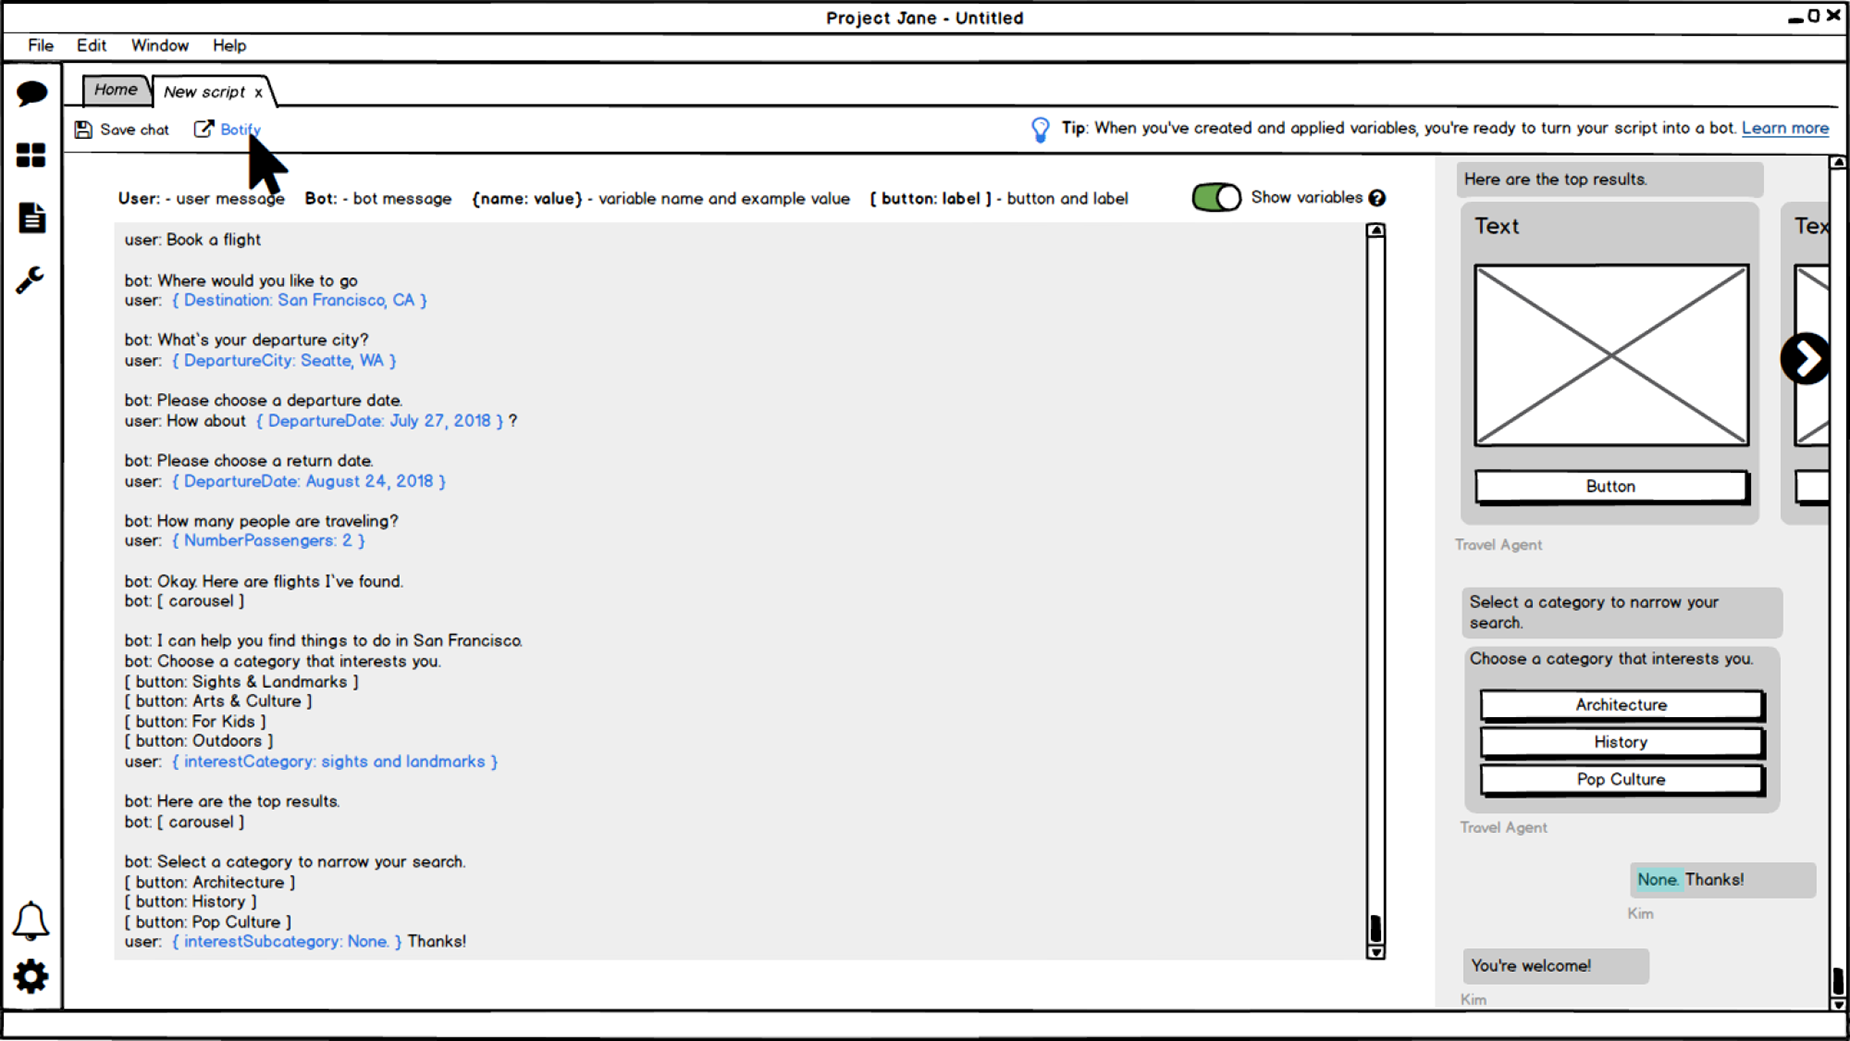 Project Jane - Untitled
File Edit Window Help
Home New script x
Save chat Botify
Tip: When you've created and applied variables, you're ready to turn your script into a bot. Learn more
User: - user message Bot: - bot message {name: value} - variable name and example value [ button: label ] - button and label
Show variables ?
user: Book a flight
bot: Where would you like to go
user: { Destination: San Francisco, CA }
bot: What`s your departure city?
user: { DepartureCity: Seatte, WA }
bot: Please choose a departure date.
user: How about { DepartureDate: July 27, 2018 } ?
bot: Please choose a return date.
user: { DepartureDate: August 24, 2018 }
bot: How many people are traveling?
user: { NumberPassengers: 2 }
bot: Okay. Here are flights I`ve found.
bot: [ carousel ]
bot: I can help you find things to do in San Francisco.
bot: Choose a category that interests you.
[ button: Sights & Landmarks ]
[ button: Arts & Culture ]
[ button: For Kids ]
[ button: Outdoors ]
user: { interestCategory: sights and landmarks }
bot: Here are the top results.
bot: [ carousel ]
bot: Select a category to narrow your search.
[ button: Architecture ]
[ button: History ]
[ button: Pop Culture ]
user: { interestSubcategory: None. } Thanks!
Here are the top results.
Text
Tex
Button
Travel Agent
Select a category to narrow your
search.
Choose a category that interests you.
Architecture
History
Pop Culture
Travel Agent
None. Thanks!
Kim
You're welcome!
Kim